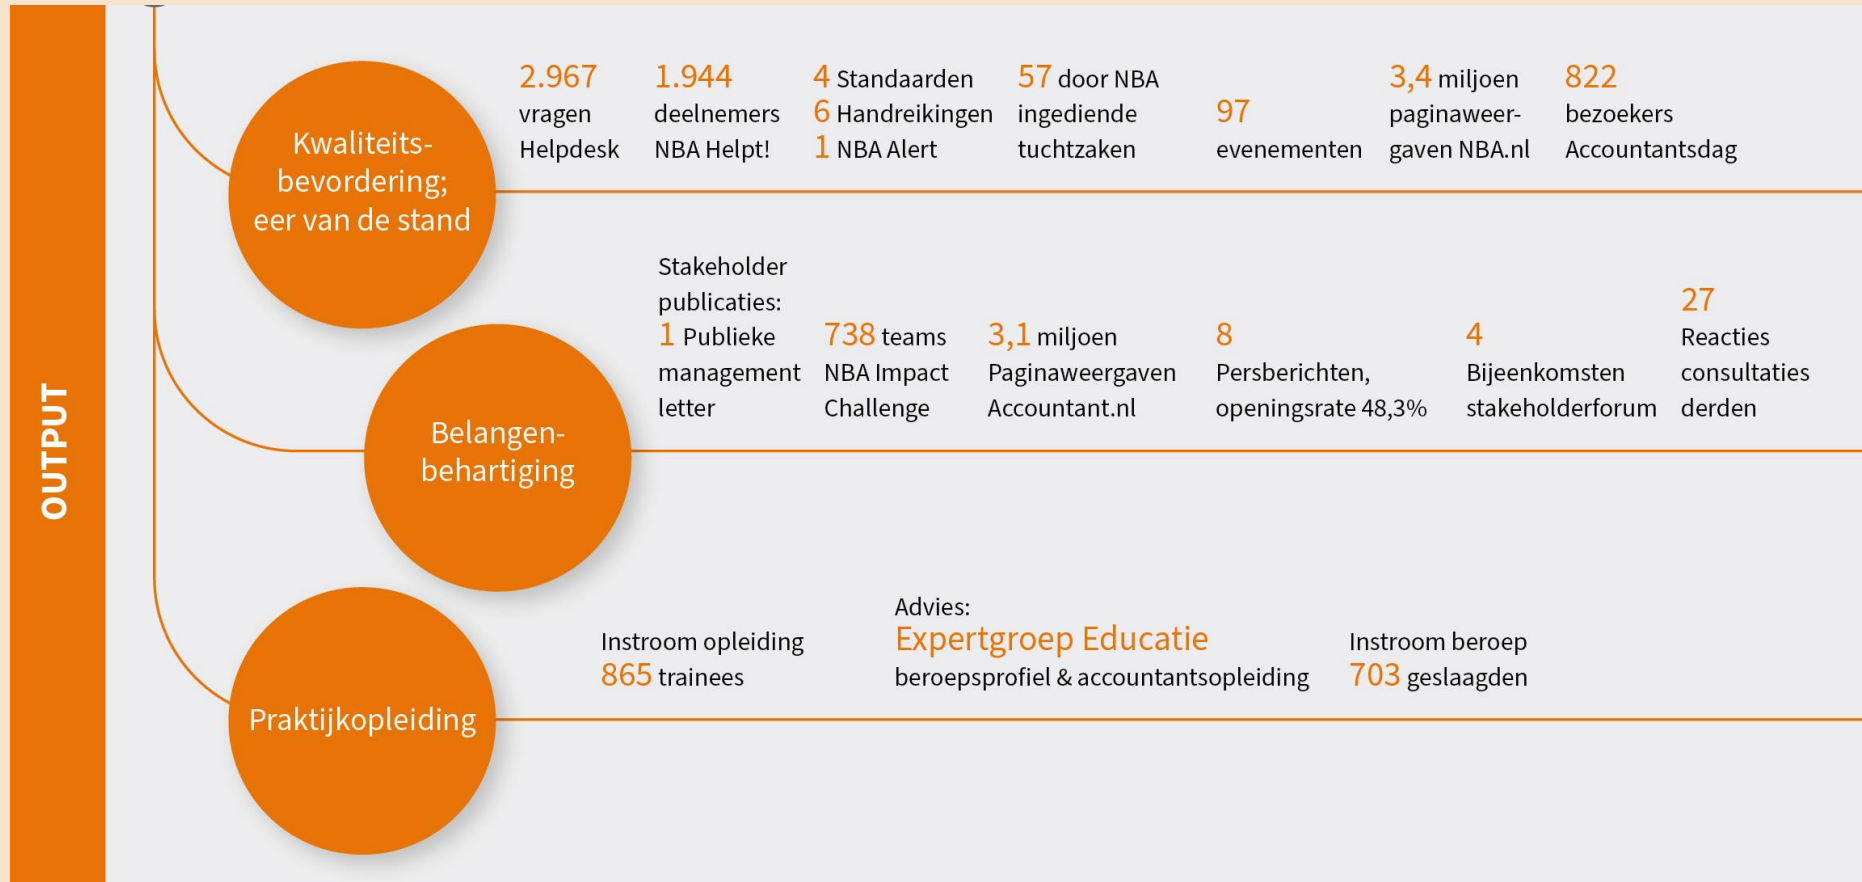 OUTPUT
Kwaliteits-
bevordering;
eer van de stand
2.967
vragen
Helpdesk
1.944
deelnemers
NBA Helpt!
4 Standaarden
6 Handreikingen
1 NBA Alert
57 door NBA
ingediende
tuchtzaken
97
evenementen
3,4 miljoen
paginaweer-
gaven NBA.nl
822
bezoekers
Accountantsdag
Belangen-
behartiging
Stakeholder
publicaties:
1 Publieke
management
letter
738 teams
NBA Impact
Challenge
3,1 miljoen
Paginaweergaven
Accountant.nl
8
Persberichten,
openingsrate 48,3%
4
Bijeenkomsten
stakeholderforum
27
Reacties
consultaties
derden
Praktijkopleiding
Instroom opleiding
865 trainees
Advies:
Expertgroep Educatie
beroepsprofiel & accountantsopleiding
Instroom beroep
703 geslaagden